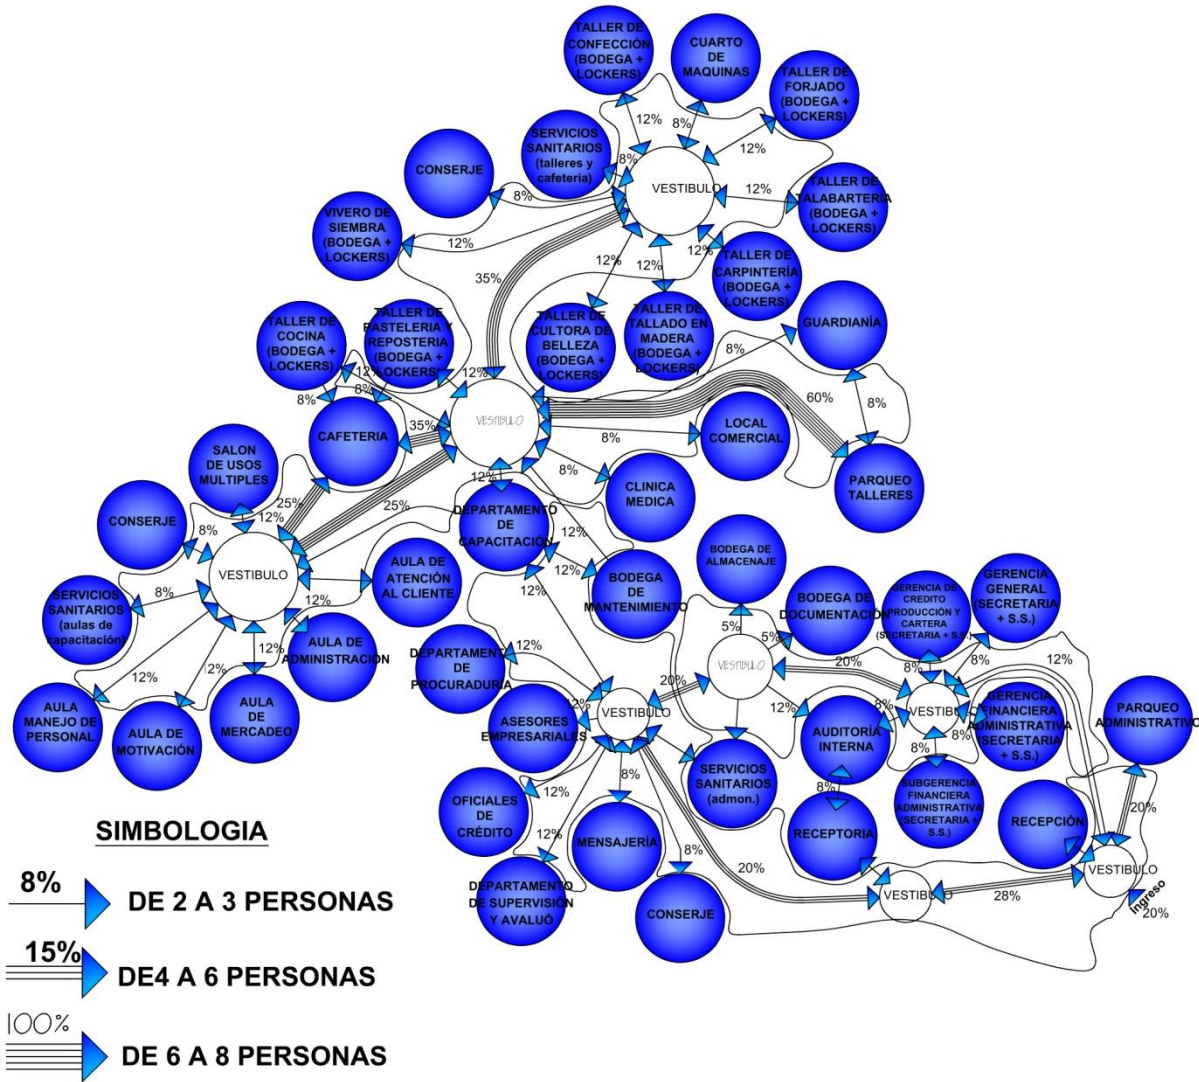 TALLER DE
CONFECCIÓN
(BODEGA +
LOCKERS)
CUARTO
DE
MAQUINAS
TALLER DE
FORJADO
(BODEGA +
LOCKERS)
12%
8%
12%
SERVICIOS
SANITARIOS
(talleres y
cafeteria)
8%
CONSERJE
8%
VESTIBULO
12%
TALLER DE
TALABARTERIA
(BODEGA +
LOCKERS)
VIVERO DE
SIEMBRA
(BODEGA +
LOCKERS)
12%
35%
12%
12%
12%
TALLER DE
CARPINTERÍA
(BODEGA +
LOCKERS)
TALLER DE
COCINA
(BODEGA +
LOCKERS)
TALLER DE
PASTELERIA Y
REPOSTERIA
(BODEGA +
LOCKERS)
TALLER DE
CULTORA DE
BELLEZA
(BODEGA +
LOCKERS)
TALLER DE
TALLADO EN
MADERA
(BODEGA +
LOCKERS)
GUARDIANÍA
8%
12%
12%
8%
8%
60%
8%
CAFETERIA
35%
VESTIBULO
8%
LOCAL
COMERCIAL
SALON
DE USOS
MULTIPLES
8%
CLINICA
MEDICA
PARQUEO
TALLERES
12%
25%
25%
CONSERJE
12%
8%
DEPARTAMENTO
DE
CAPACITACIÓN
12%
12%
BODEGA DE
ALMACENAJE
VESTIBULO
AULA DE
ATENCIÓN
AL CLIENTE
BODEGA
DE
MANTENIMIENTO
12%
SERVICIOS
SANITARIOS
(aulas de
capacitación)
8%
12%
AULA DE
ADMINISTRACIÓN
12%
BODEGA DE
DOCUMENTACIÓN
GERENCIA DE
CREDITO
PRODUCCIÓN Y
CARTERA
(SECRETARIA + S.S.)
GERENCIA
GENERAL
(SECRETARIA
+ S.S.)
5%
5%
12%
2%
12%
DEPARTAMENTO
DE
PROCURADURIA
VESTIBULO
20%
8%
8%
12%
AULA
MANEJO DE
PERSONAL
AULA DE
MOTIVACIÓN
AULA
DE
MERCADEO
20%
12%
ASESORES
EMPRESARIALES
VESTIBULO
12%
AUDITORÍA
INTERNA
8%
VESTIBULO
8%
8%
GERENCIA
FINANCIERA
ADMINISTRATIVA
(SECRETARIA
+ S.S.)
PARQUEO
ADMINISTRATIVO
OFICIALES
DE
CRÉDITO
12%
8%
SERVICIOS
SANITARIOS
(admon.)
8%
SUBGERENCIA
FINANCIERA
ADMINISTRATIVA
(SECRETARIA +
S.S.)
20%
12%
MENSAJERÍA
RECEPTORIA
RECEPCIÓN
8%
20%
VESTIBULO
DEPARTAMENTO
DE SUPERVISIÓN
Y AVALUÓ
CONSERJE
VESTIBULO
28%
Ingreso
20%
SIMBOLOGIA
8%
DE 2 A 3 PERSONAS
15%
DE4 A 6 PERSONAS
100%
DE 6 A 8 PERSONAS